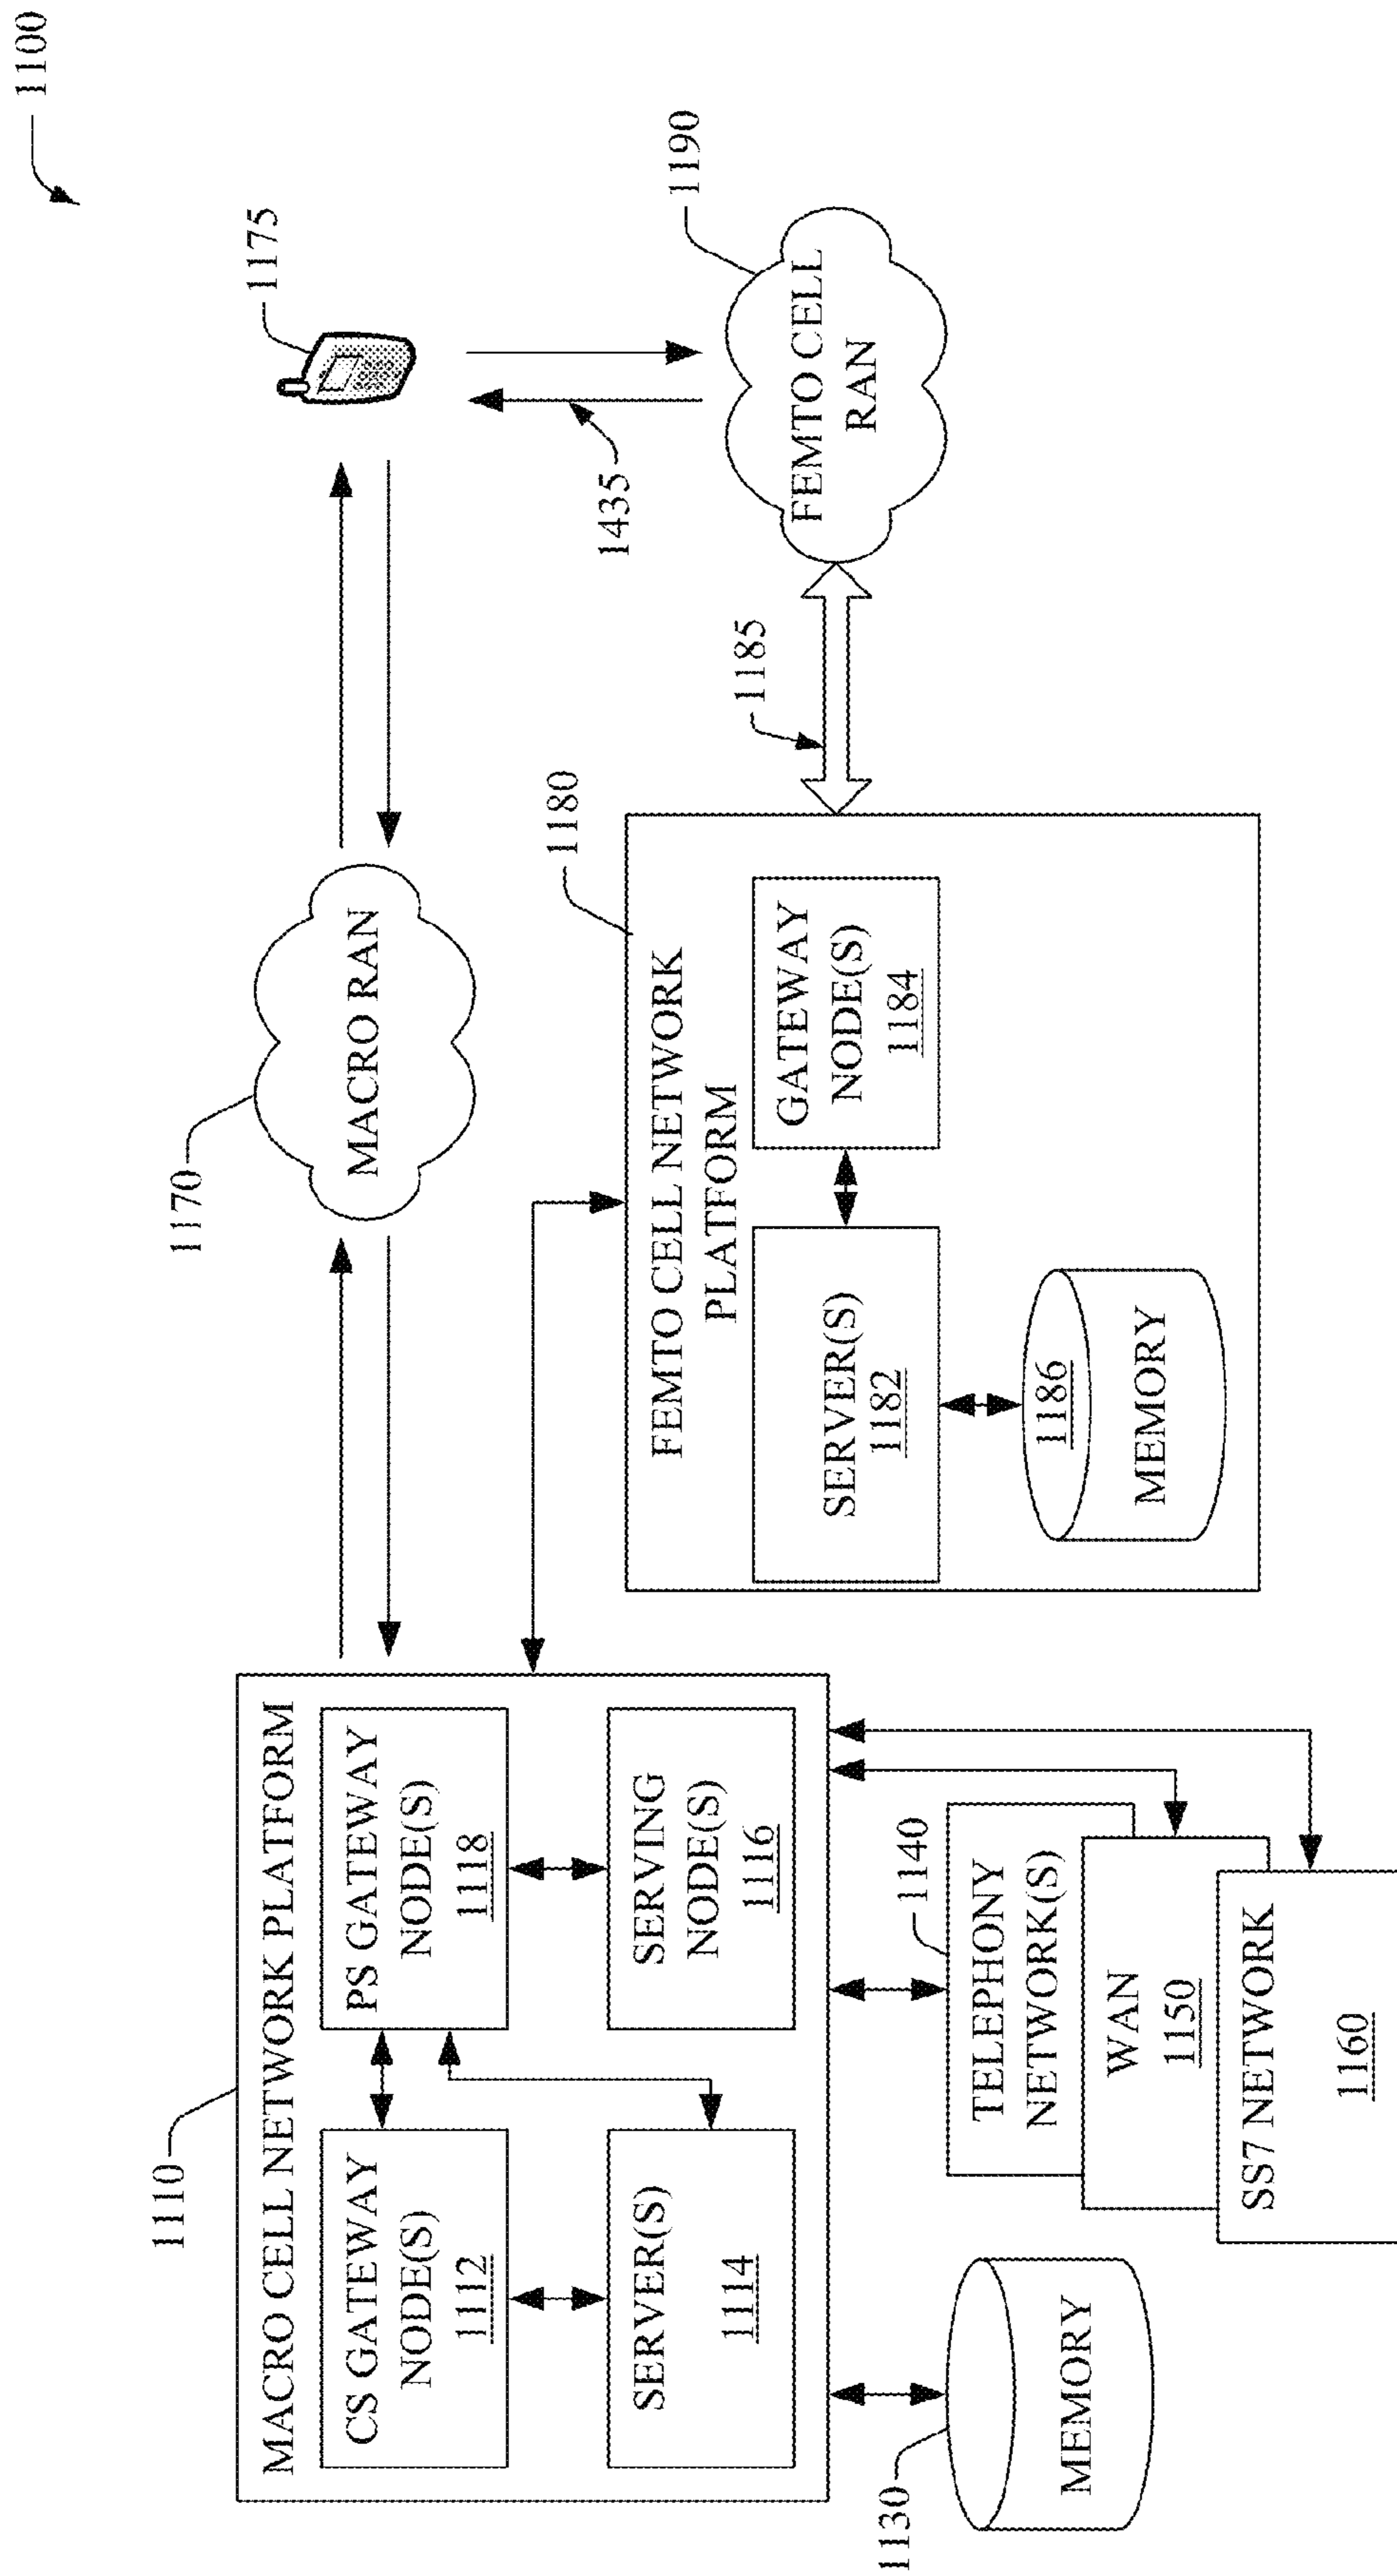 1100
1175
1170
MACRO RAN
1190
FEMTO CELL
RAN
1435
1185
1110
MACRO CELL NETWORK PLATFORM
CS GATEWAY
NODE(S)
1112
PS GATEWAY
NODE(S)
1118
SERVER(S)
1114
SERVING
NODE(S)
1116
1180
FEMTO CELL NETWORK
PLATFORM
SERVER(S)
1182
GATEWAY
NODE(S)
1184
1186
MEMORY
1130
MEMORY
1140
TELEPHONY
NETWORK(S)
WAN
1150
SS7 NETWORK
1160